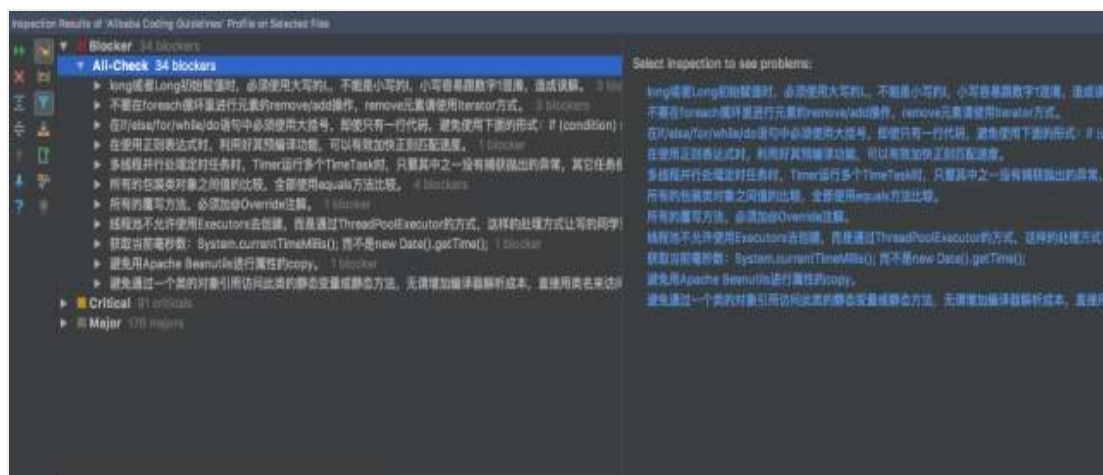 Inspection Results of 'Alibaba Coding Guidelines' Profile on Selected Files
Blocker 34 blockers
All-Check 34 blockers
long或者Long初始赋值时，必须使用大写的L，不能是小写的l，小写容易跟数字1混淆，造成误解。
不要在foreach循环里进行元素的remove/add操作，remove元素请使用Iterator方式。 3 blockers
在if/else/for/while/do语句中必须使用大括号，即使只有一行代码，避免使用下面的形式：if (condition)
在使用正则表达式时，利用好其预编译功能，可以有效加快正则匹配速度。 1 blocker
多线程并行处理定时任务时，Timer运行多个TimeTask时，只要其中之一没有捕获抛出的异常，其它任务
所有的包装类对象之间值的比较，全部使用equals方法比较。 4 blockers
所有的覆写方法，必须加@Override注解。 1 blocker
线程池不允许使用Executors去创建，而是通过ThreadPoolExecutor的方式，这样的处理方式让写的同学
获取当前毫秒数：System.currentTimeMillis(); 而不是new Date().getTime(); 1 blocker
避免用Apache Beanutils进行属性的copy。 1 blocker
避免通过一个类的对象引用访问此类的静态变量或静态方法，无谓增加编译器解析成本，直接用类名来访问
Critical 91 criticals
Major 176 majors
Select inspection to see problems:
long或者Long初始赋值时，必须使用大写的L，不能是小写的l，小写容易跟数字1混淆，造成
不要在foreach循环里进行元素的remove/add操作，remove元素请使用Iterator方式。
在if/else/for/while/do语句中必须使用大括号，即使只有一行代码，避免使用下面的形式：if
在使用正则表达式时，利用好其预编译功能，可以有效加快正则匹配速度。
多线程并行处理定时任务时，Timer运行多个TimeTask时，只要其中之一没有捕获抛出的异常，
所有的包装类对象之间值的比较，全部使用equals方法比较。
所有的覆写方法，必须加@Override注解。
线程池不允许使用Executors去创建，而是通过ThreadPoolExecutor的方式，这样的处理方式
获取当前毫秒数：System.currentTimeMillis(); 而不是new Date().getTime();
避免用Apache Beanutils进行属性的copy。
避免通过一个类的对象引用访问此类的静态变量或静态方法，无谓增加编译器解析成本，直接用